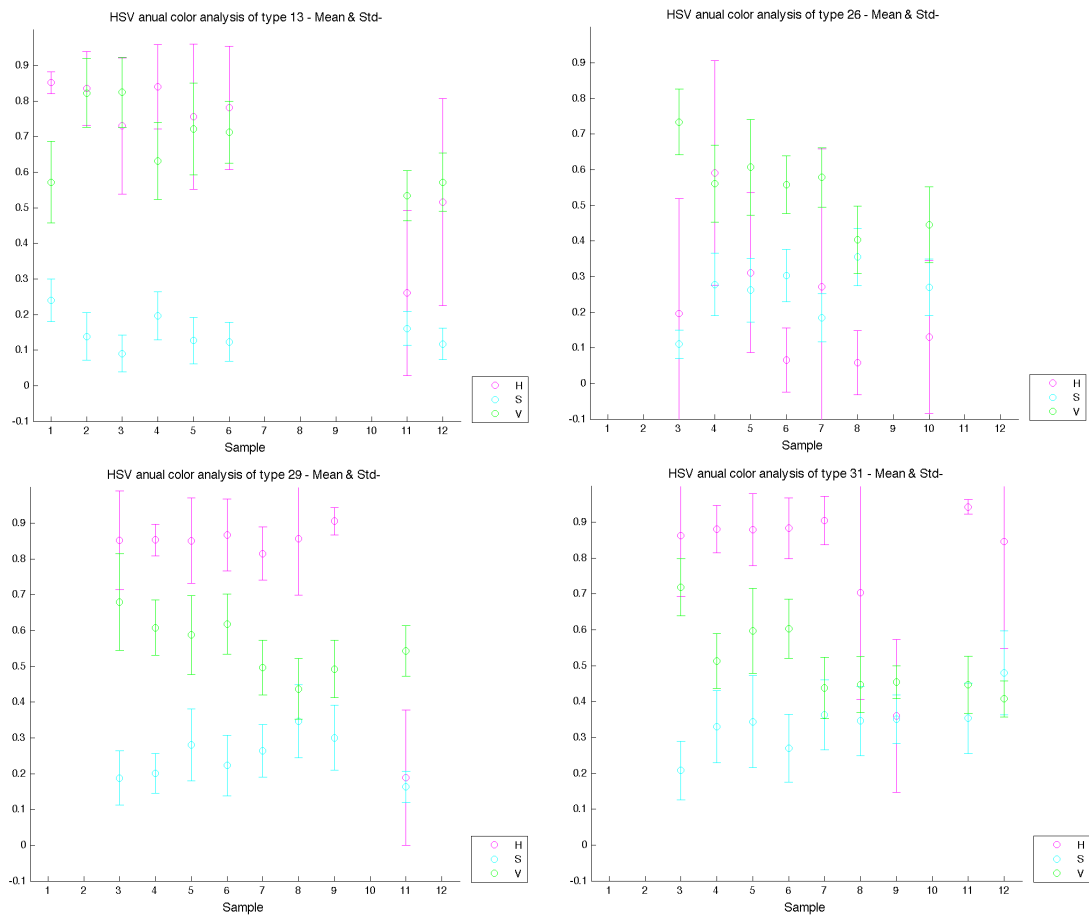 HSV anual color analysis of type 13 - Mean & Std-
0.9
0.8
0.7
0.6
0.5
0.4
0.3
0.2
0.1
0
-0.1
1 2 3 4 5 6 7 8 9 10 11 12
Sample
H
S
V
HSV anual color analysis of type 26 - Mean & Std-
0.9
0.8
0.7
0.6
0.5
0.4
0.3
0.2
0.1
0
-0.1
1 2 3 4 5 6 7 8 9 10 11 12
Sample
H
S
V
HSV anual color analysis of type 29 - Mean & Std-
0.9
0.8
0.7
0.6
0.5
0.4
0.3
0.2
0.1
0
-0.1
1 2 3 4 5 6 7 8 9 10 11 12
Sample
H
S
V
HSV anual color analysis of type 31 - Mean & Std-
0.9
0.8
0.7
0.6
0.5
0.4
0.3
0.2
0.1
0
-0.1
1 2 3 4 5 6 7 8 9 10 11 12
Sample
H
S
V